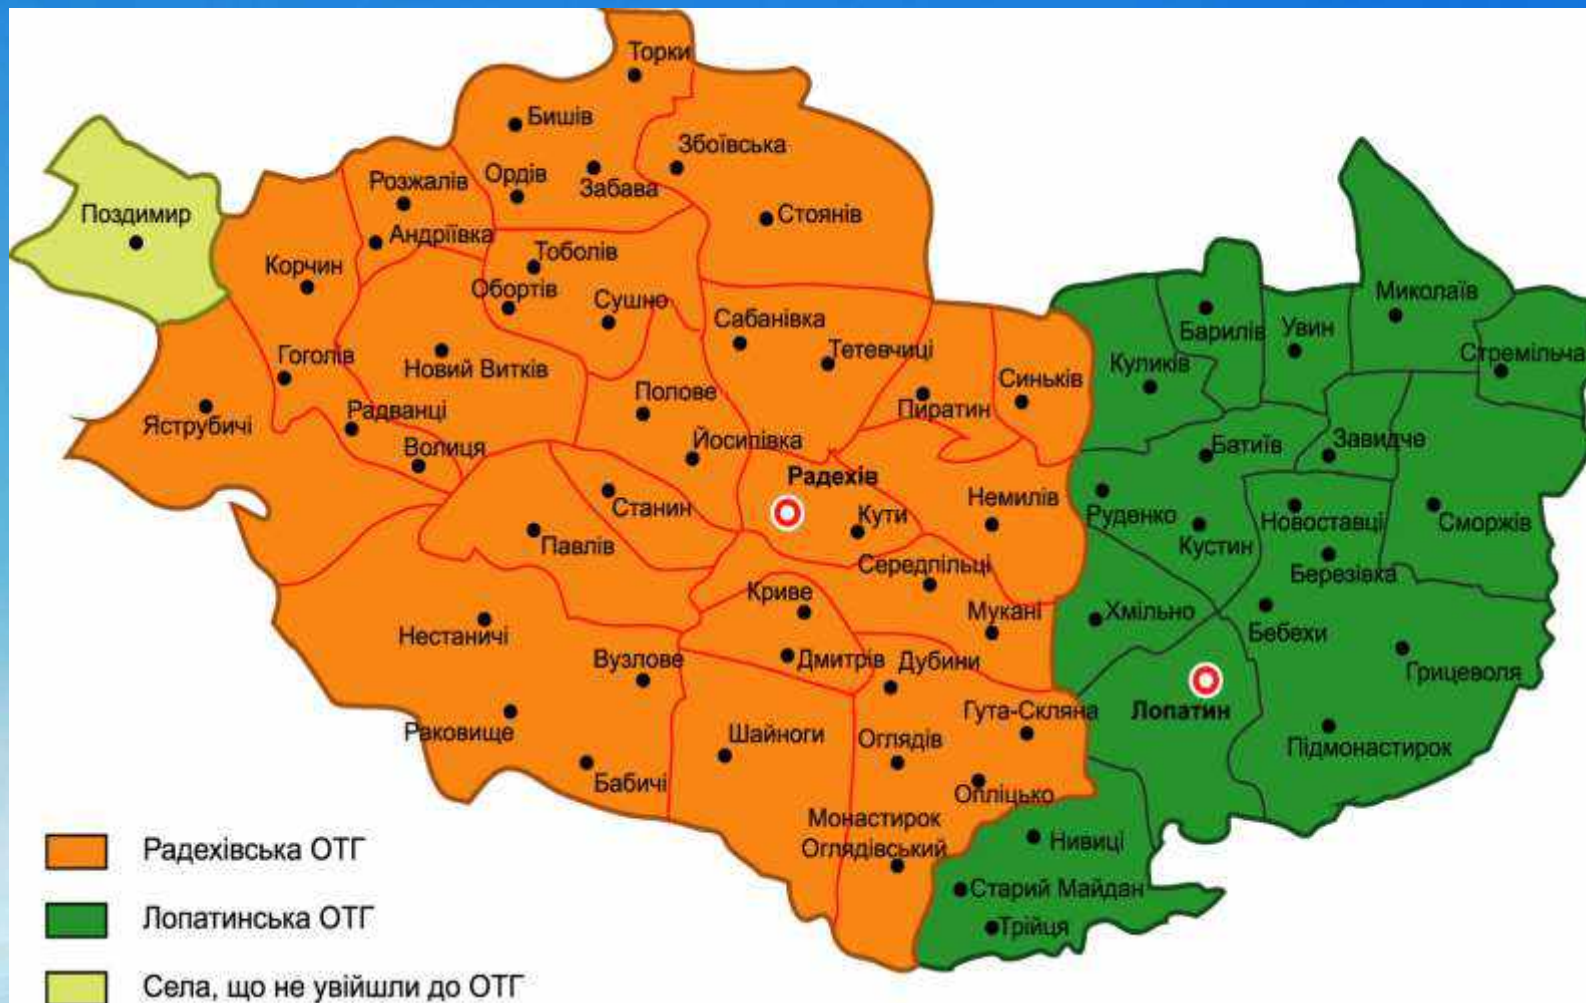 Торки
Бишів
Збоївська
Розжалів
Ордів
Забава
Поздимир
Стоянів
Андріївка
Тоболів
Корчин
Обортів
Сушно
Миколаїв
Сабанівка
Барилів
Увин
Тетевчиці
Стремільча
Гоголів
Новий Витків
Куликів
Синьків
Полове
Пиратин
Яструбичі
Радванці
Йосипівка
Волиця
Батиїв
Завидче
Радехів
Немилів
Станин
Кути
Руденко
Новоставці
Сморжів
Павлів
Кустин
Середпільці
Березівка
Криве
Мукані
Хмільно
Нестаничі
Бебехи
Вузлове
Дмитрів
Дубини
Грицеволя
Гута-Скляна
Лопатин
Раковище
Шайноги
Оглядів
Підмонастирок
Бабичі
Опліцько
Монастирок
Оглядівський
Нивиці
Старий Майдан
Трійця
Радехівська ОТГ
Лопатинська ОТГ
Села, що не увійшли до ОТГ